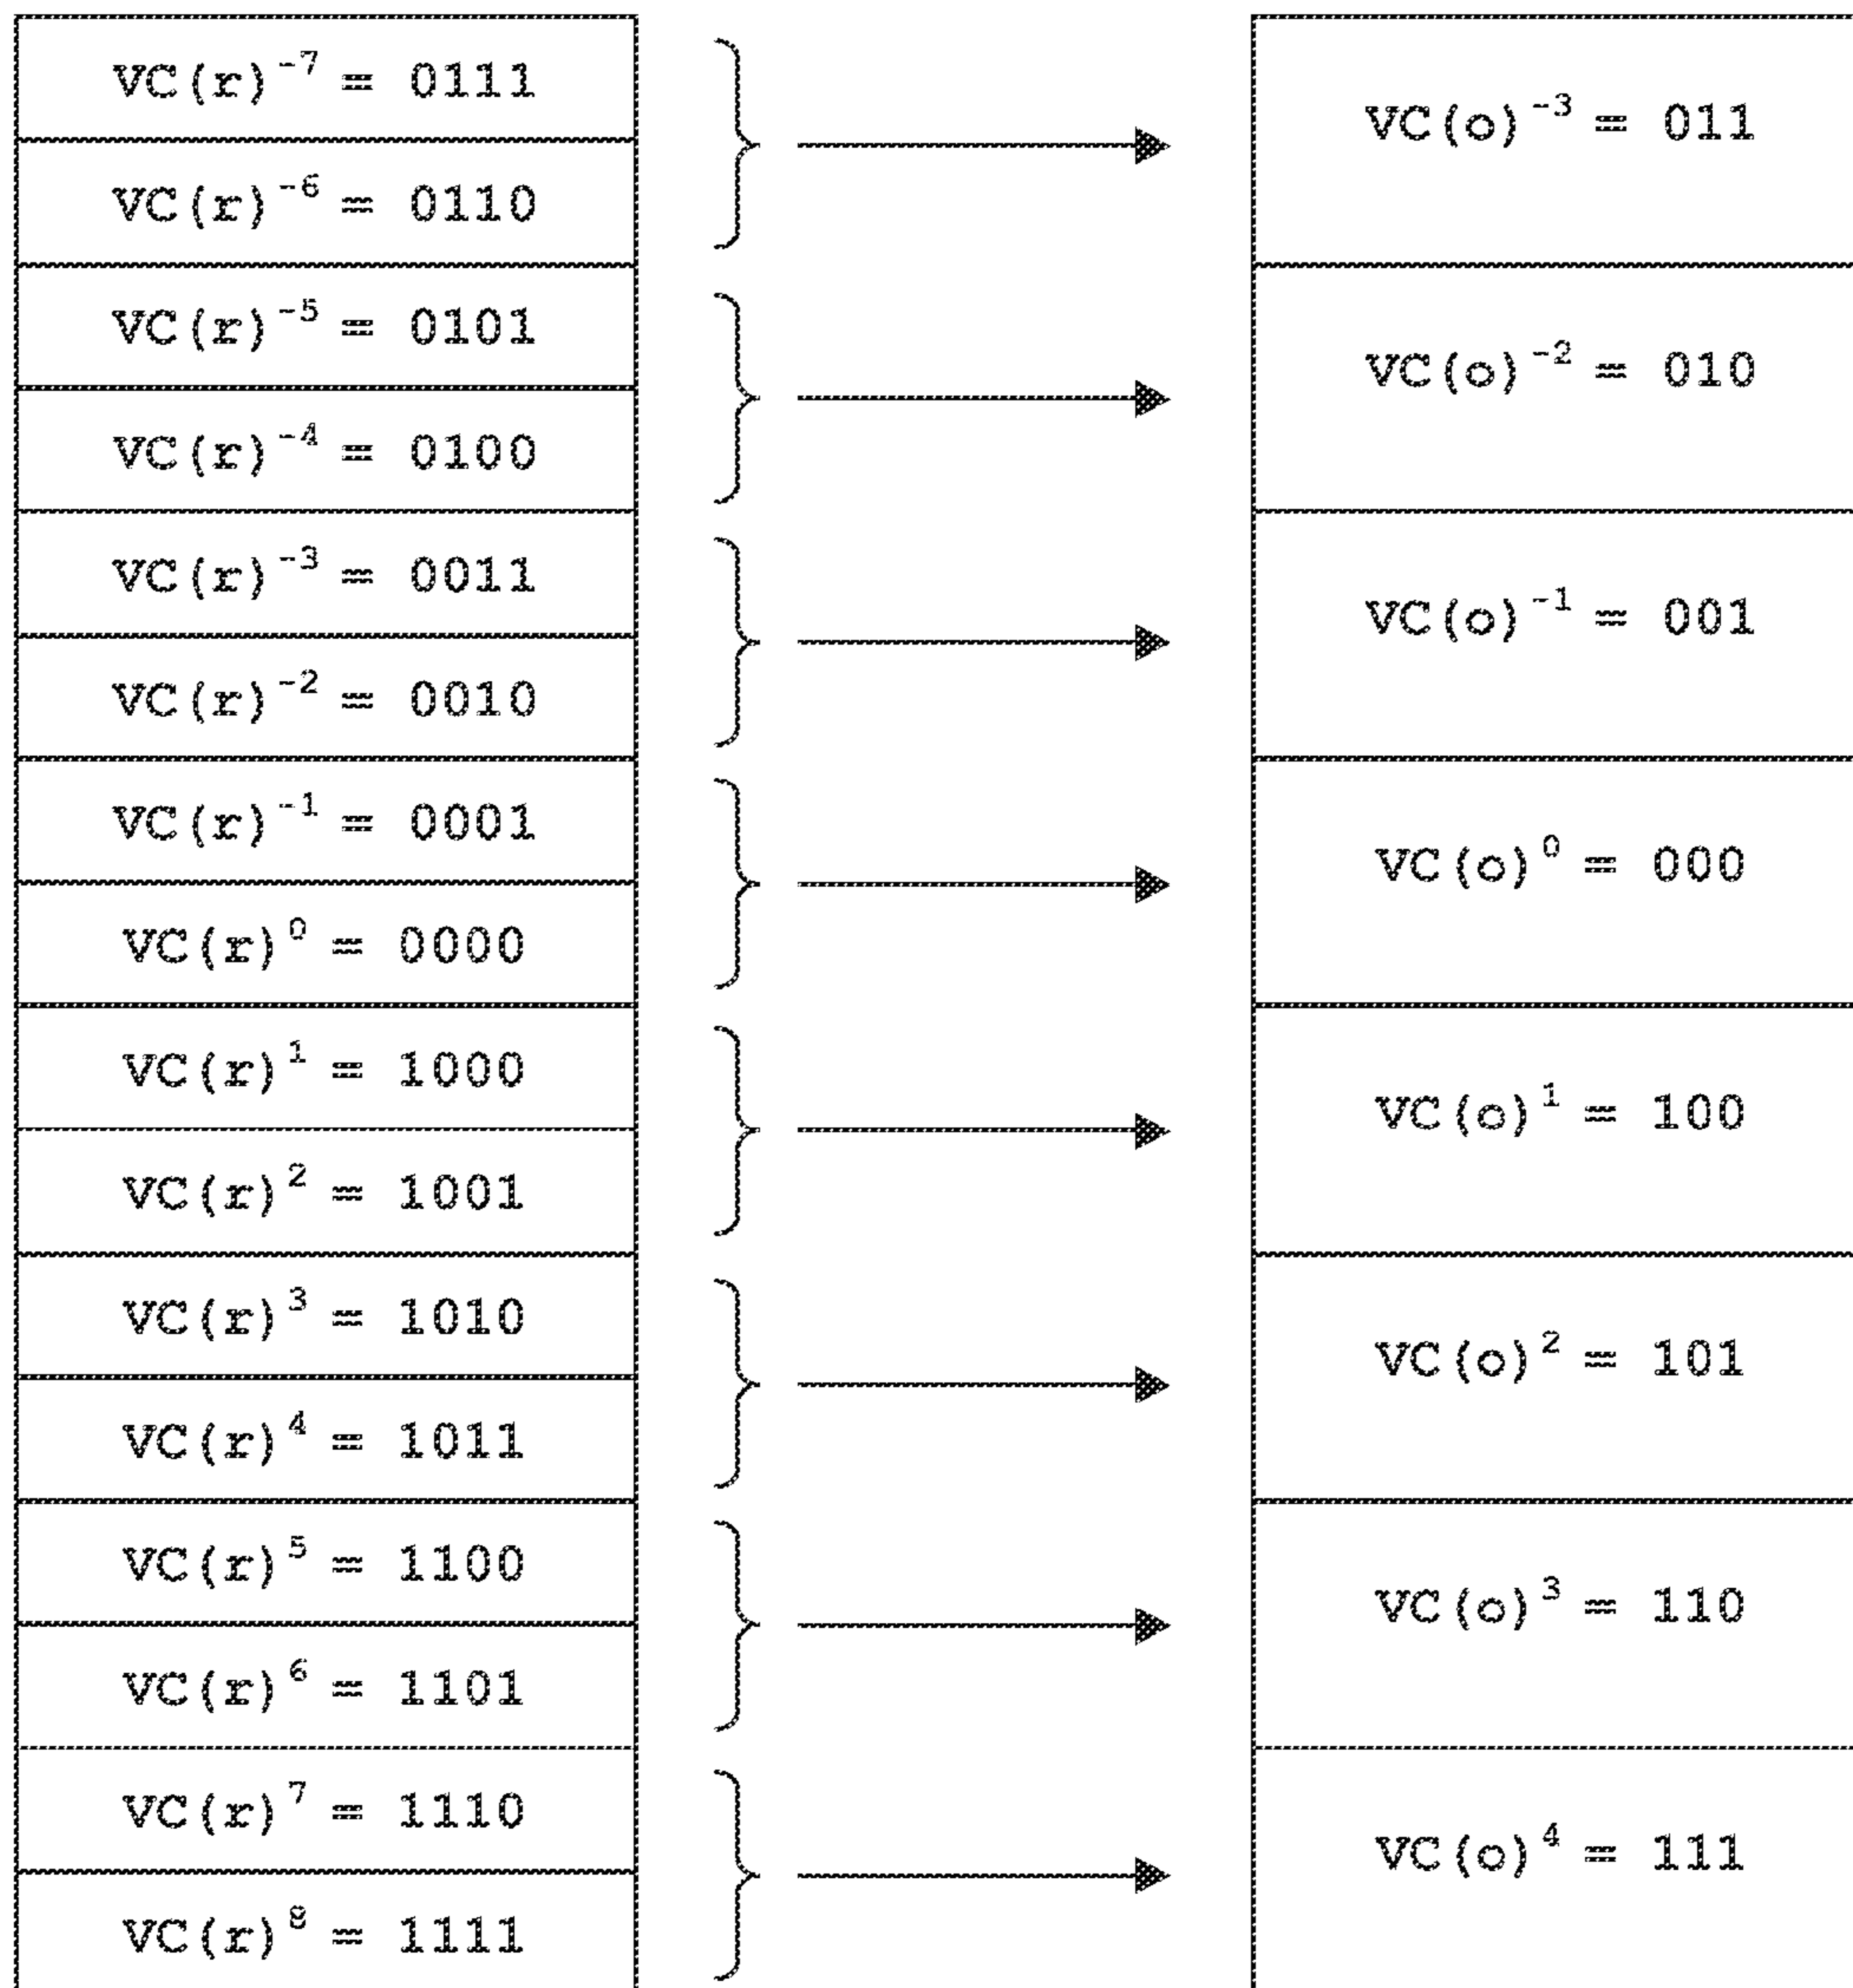 VC(r)⁻⁷ = 0111
VC(r)⁻⁶ = 0110
VC(r)⁻⁵ = 0101
VC(r)⁻⁴ = 0100
VC(r)⁻³ = 0011
VC(r)⁻² = 0010
VC(r)⁻¹ = 0001
VC(r)⁰ = 0000
VC(r)¹ = 1000
VC(r)² = 1001
VC(r)³ = 1010
VC(r)⁴ = 1011
VC(r)⁵ = 1100
VC(r)⁶ = 1101
VC(r)⁷ = 1110
VC(r)⁸ = 1111
VC(o)⁻³ = 011
VC(o)⁻² = 010
VC(o)⁻¹ = 001
VC(o)⁰ = 000
VC(o)¹ = 100
VC(o)² = 101
VC(o)³ = 110
VC(o)⁴ = 111